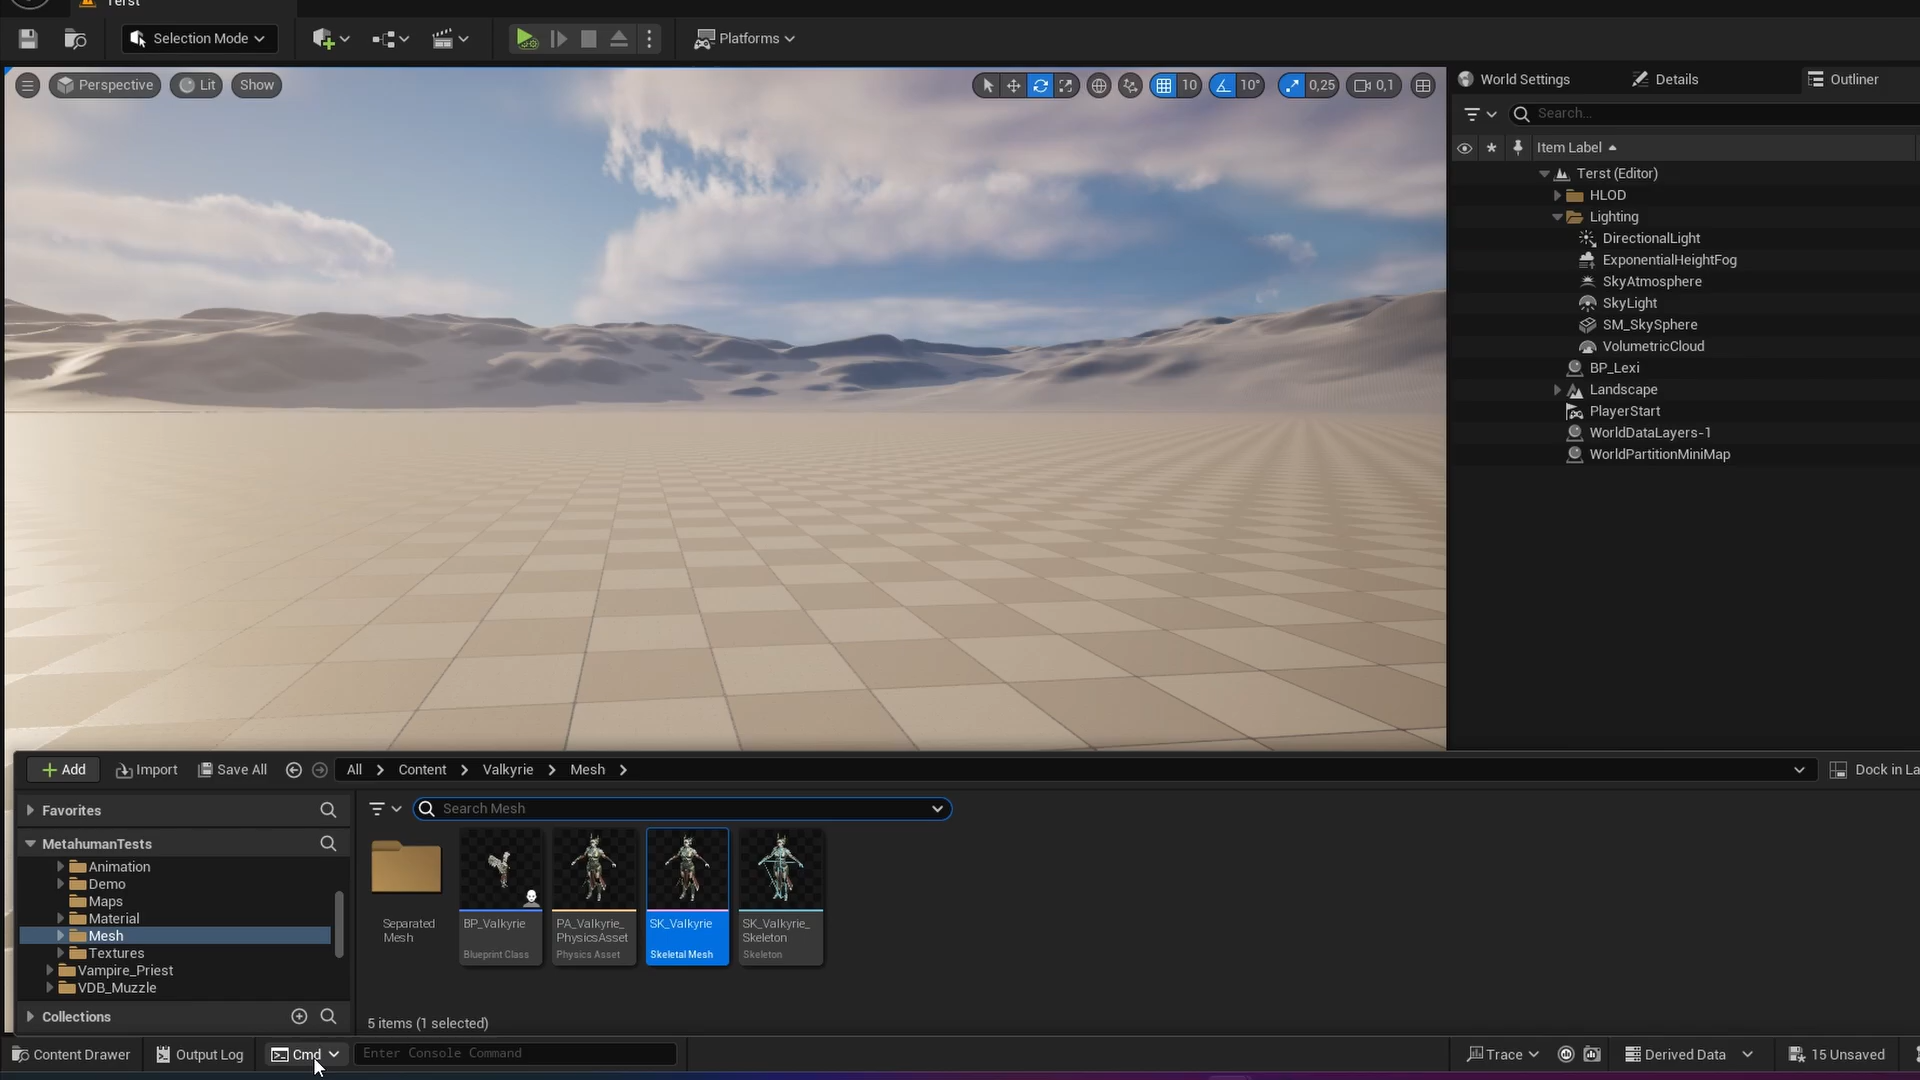 Terst
Selection Mode
Platforms
Perspective
Lit
Show
10
10°
0,25
0,1
World Settings
Details
Outliner
Search...
Item Label
Terst (Editor)
HLOD
Lighting
DirectionalLight
ExponentialHeightFog
SkyAtmosphere
SkyLight
SM_SkySphere
VolumetricCloud
BP_Lexi
Landscape
PlayerStart
WorldDataLayers-1
WorldPartitionMiniMap
Add
Import
Save All
All
Content
Valkyrie
Mesh
Dock in La
Favorites
Search Mesh
MetahumanTests
Animation
Demo
Maps
Material
Mesh
Textures
Vampire_Priest
VDB_Muzzle
Collections
Separated
Mesh
BP_Valkyrie
Blueprint Class
PA_Valkyrie_
PhysicsAsset
Physics Asset
SK_Valkyrie
Skeletal Mesh
SK_Valkyrie_
Skeleton
Skeleton
5 items (1 selected)
Content Drawer
Output Log
Cmd
Enter Console Command
Trace
Derived Data
15 Unsaved